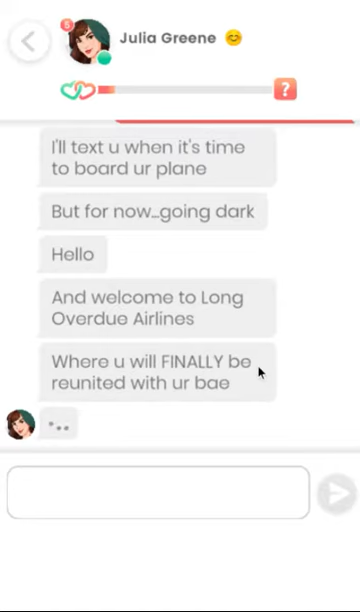 5
Julia Greene 😊
?
I'll text u when it's time
to board ur plane
But for now...going dark
Hello
And welcome to Long
Overdue Airlines
Where u will FINALLY be
reunited with ur bae